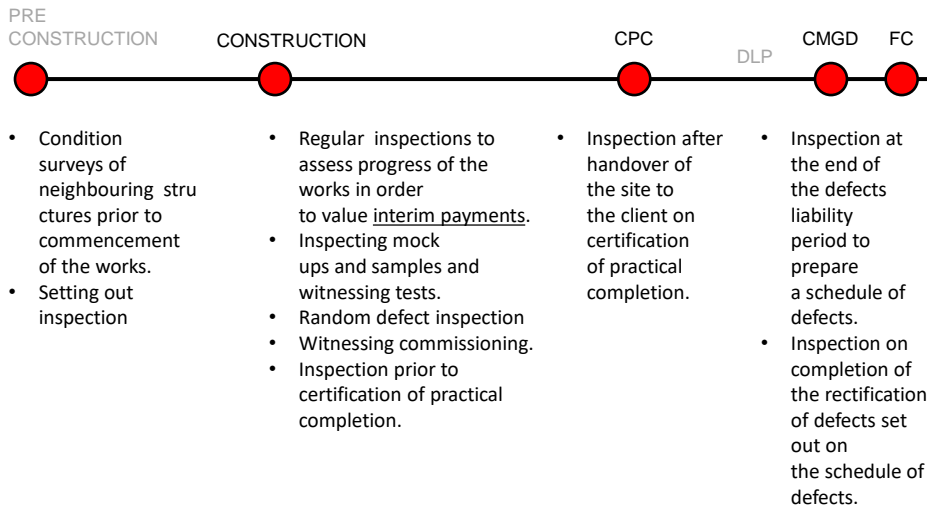 PRE
CONSTRUCTION
CONSTRUCTION
CPC
DLP
CMGD
FC
• Condition
surveys of
neighbouring stru
ctures prior to
commencement
of the works.
• Setting out
inspection
• Regular inspections to
assess progress of the
works in order
to value interim payments.
• Inspecting mock
ups and samples and
witnessing tests.
• Random defect inspection
• Witnessing commissioning.
• Inspection prior to
certification of practical
completion.
• Inspection after
handover of
the site to
the client on
certification
of practical
completion.
• Inspection at
the end of
the defects
liability
period to
prepare
a schedule of
defects.
• Inspection on
completion of
the rectification
of defects set
out on
the schedule of
defects.